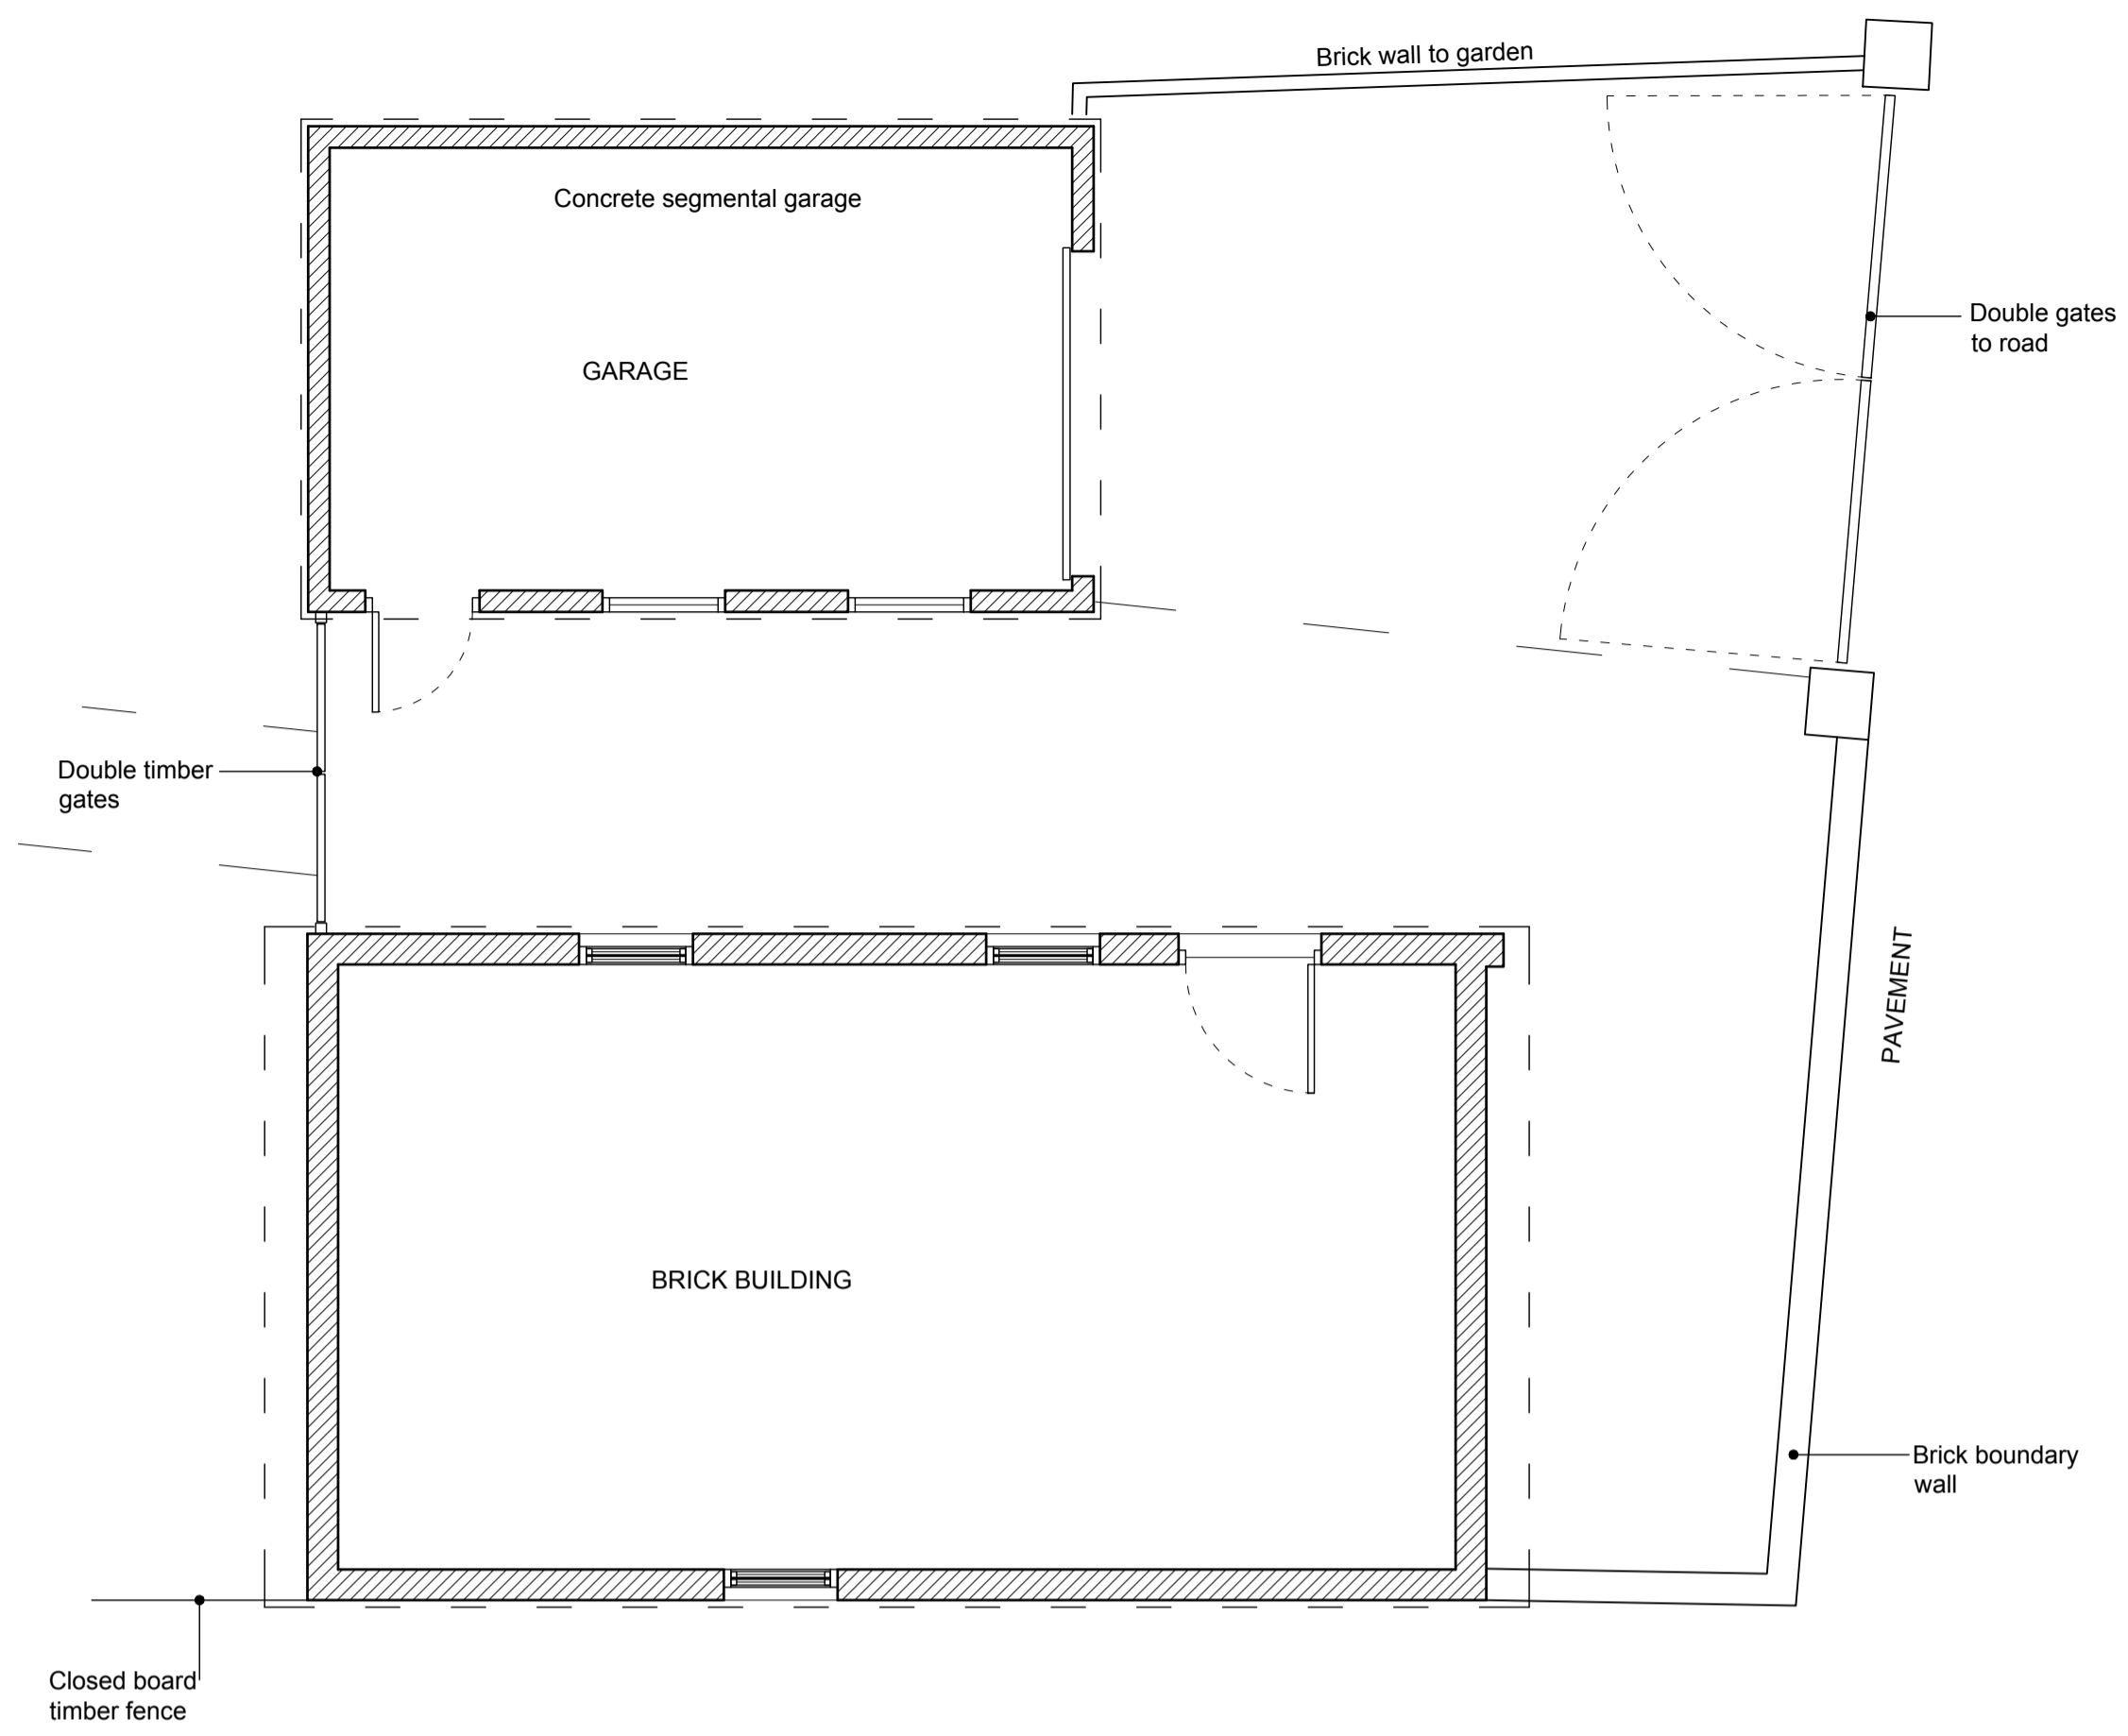 Brick wall to garden
Concrete segmental garage
Double gates
to road
GARAGE
Double timber
gates
PAVEMENT
BRICK BUILDING
Brick boundary
wall
Closed board
timber fence